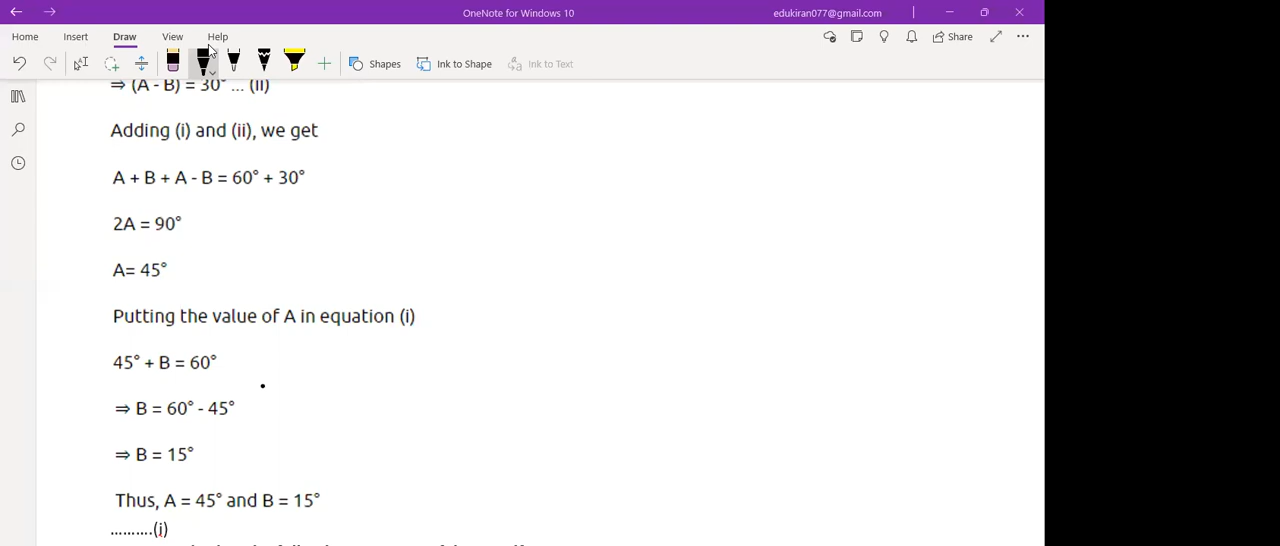 OneNote for Windows 10
edukiran077@gmail.com
Home Insert Draw View Help
Share
Shapes Ink to Shape Ink to Text
⇒ (A - B) = 30° ... (ii)
Adding (i) and (ii), we get
A + B + A - B = 60° + 30°
2A = 90°
A= 45°
Putting the value of A in equation (i)
45° + B = 60°
⇒ B = 60° - 45°
⇒ B = 15°
Thus, A = 45° and B = 15°
..........(i)